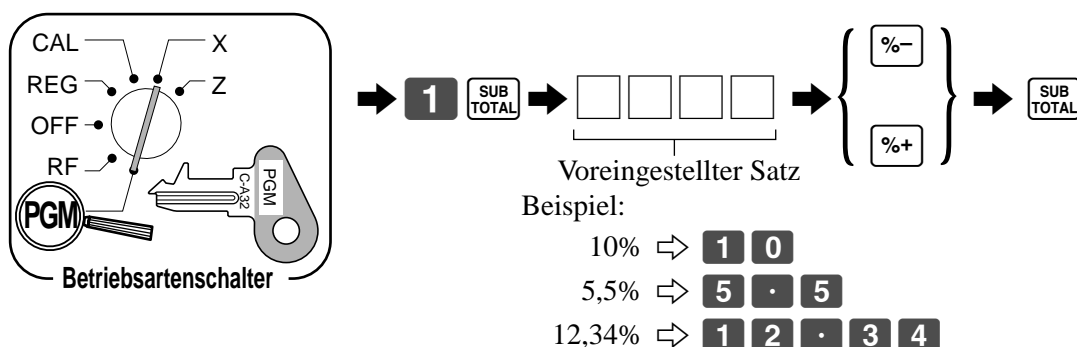 CAL X
REG Z
OFF
RF
PGM
PGM
C-A32
Betriebsartenschalter
1 SUB TOTAL
%−
%+
SUB TOTAL
Voreingestellter Satz
Beispiel:
10% ⇨ 1 0
5,5% ⇨ 5 · 5
12,34% ⇨ 1 2 · 3 4